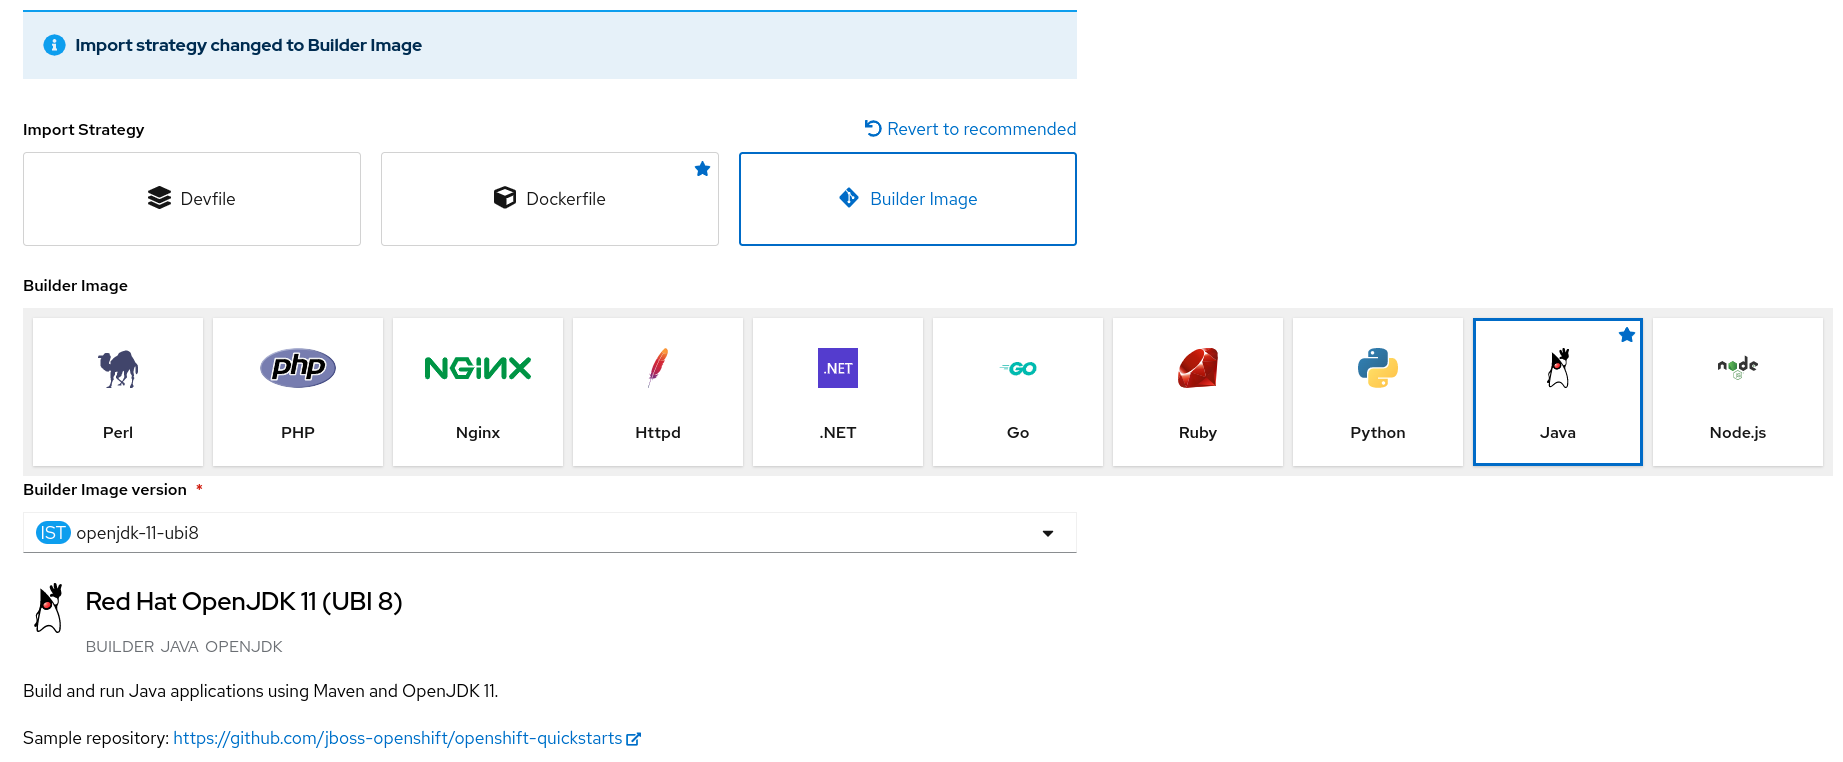 Import strategy changed to Builder Image
Import Strategy
Revert to recommended
Devfile
Dockerfile
Builder Image
Builder Image
php
NGINX
.NET
GO
node
JS
Perl
PHP
Nginx
Httpd
.NET
Go
Ruby
Python
Java
Node.js
Builder Image version *
IST openjdk-11-ubi8
Red Hat OpenJDK 11 (UBI 8)
BUILDER JAVA OPENJDK
Build and run Java applications using Maven and OpenJDK 11.
Sample repository: https://github.com/jboss-openshift/openshift-quickstarts